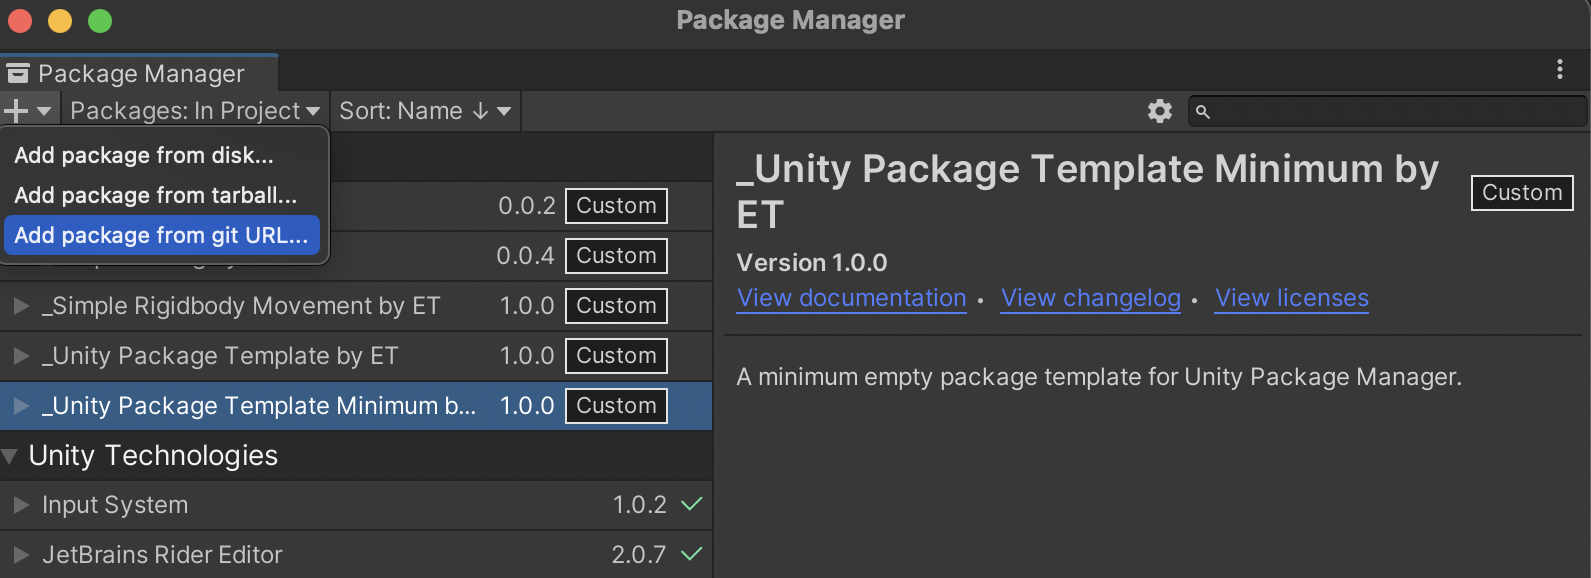 Package Manager
Package Manager
Packages: In Project
Sort: Name ↓
Add package from disk...
Add package from tarball...
Add package from git URL...
0.0.2 Custom
0.0.4 Custom
_Simple Rigidbody Movement by ET 1.0.0 Custom
_Unity Package Template by ET 1.0.0 Custom
_Unity Package Template Minimum b... 1.0.0 Custom
Unity Technologies
Input System 1.0.2
JetBrains Rider Editor 2.0.7
_Unity Package Template Minimum by
ET
Custom
Version 1.0.0
View documentation • View changelog • View licenses
A minimum empty package template for Unity Package Manager.